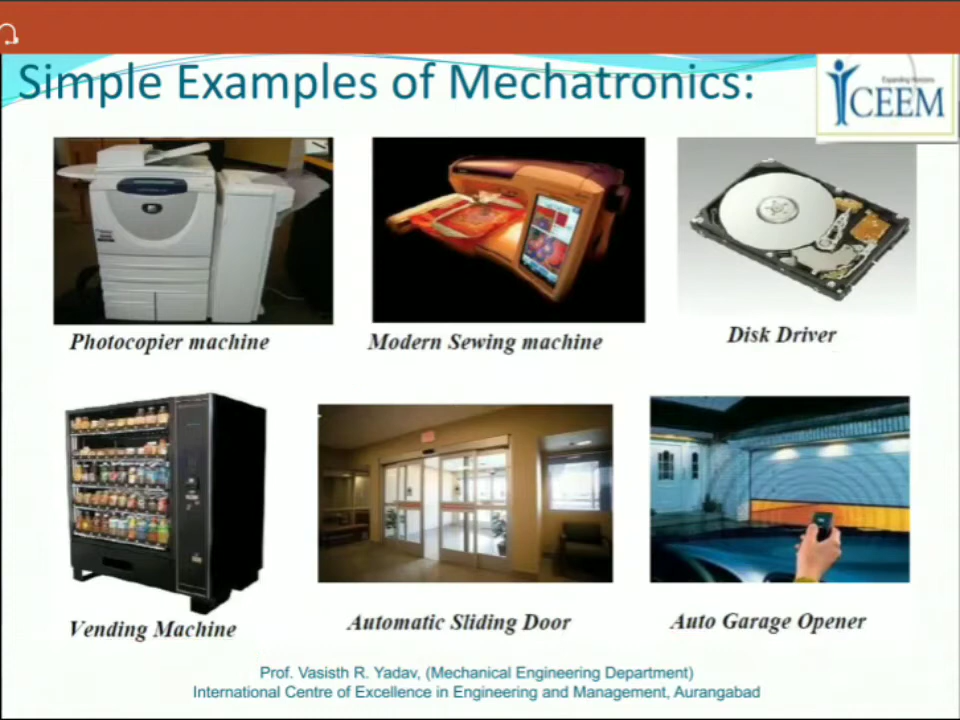 Simple Examples of Mechatronics:
Expanding Horizons
ICEEM
Photocopier machine
Modern Sewing machine
Disk Driver
Vending Machine
Automatic Sliding Door
Auto Garage Opener
Prof. Vasisth R. Yadav, (Mechanical Engineering Department)
International Centre of Excellence in Engineering and Management, Aurangabad